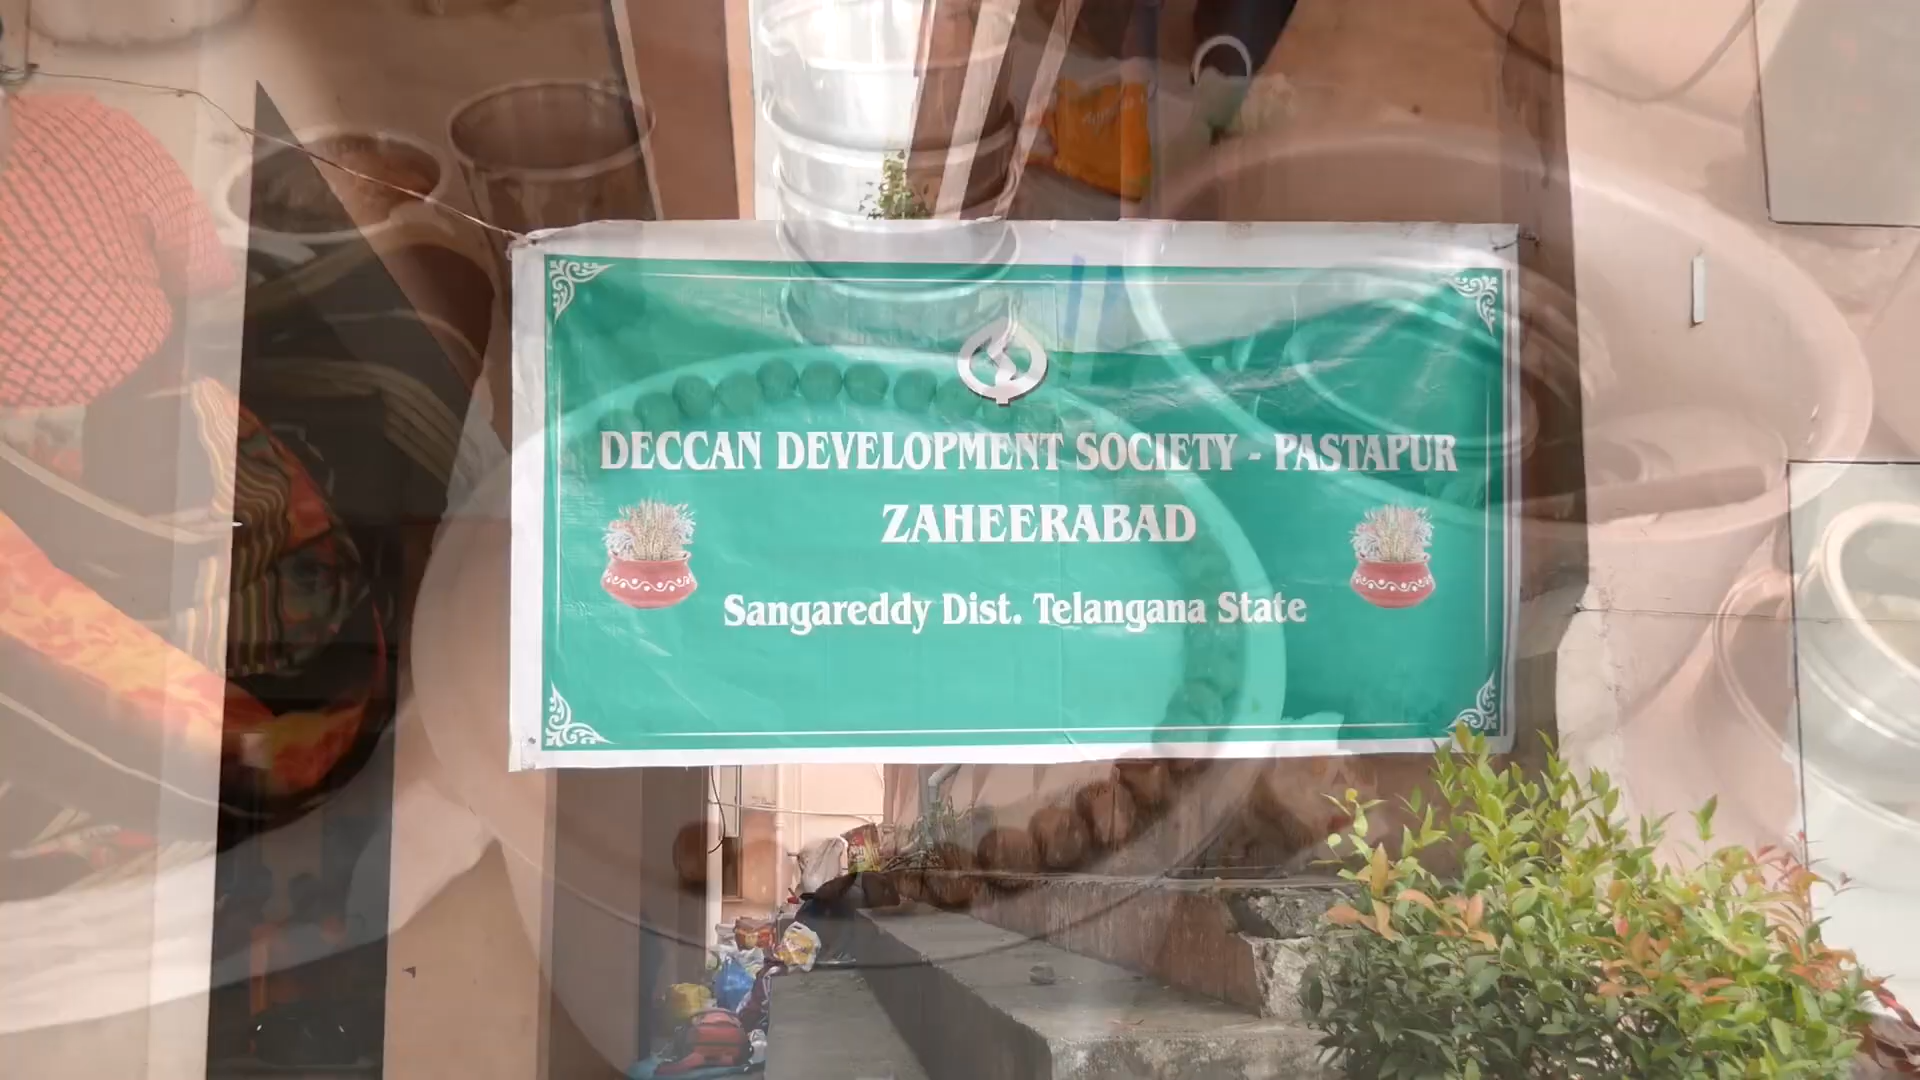 DECCAN DEVELOPMENT SOCIETY - PASTAPUR
ZAHEERABAD
Sangareddy Dist. Telangana State